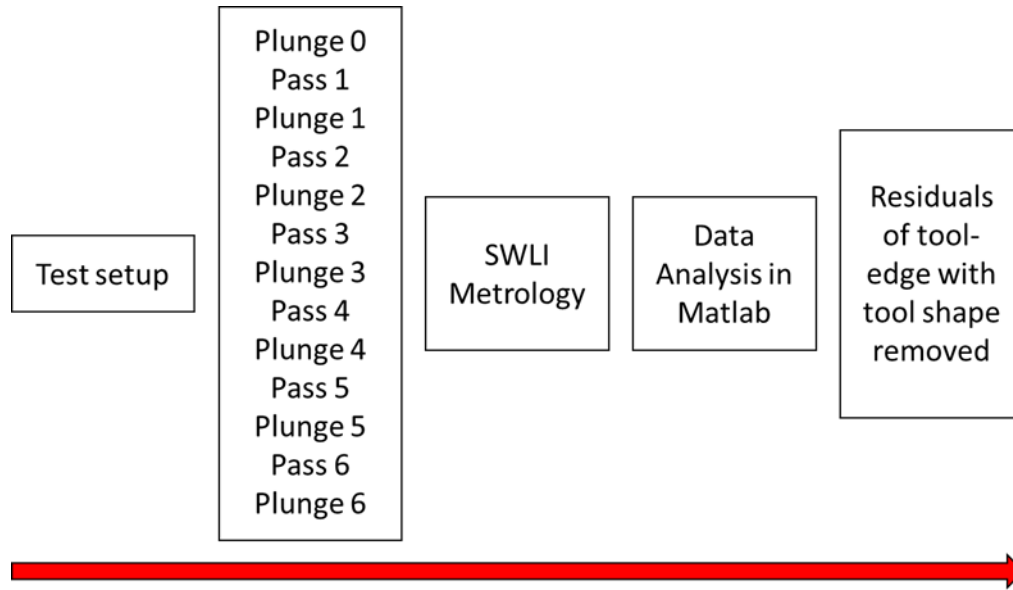 Test setup
Plunge 0
Pass 1
Plunge 1
Pass 2
Plunge 2
Pass 3
Plunge 3
Pass 4
Plunge 4
Pass 5
Plunge 5
Pass 6
Plunge 6
SWLI
Metrology
Data
Analysis in
Matlab
Residuals
of tool-
edge with
tool shape
removed